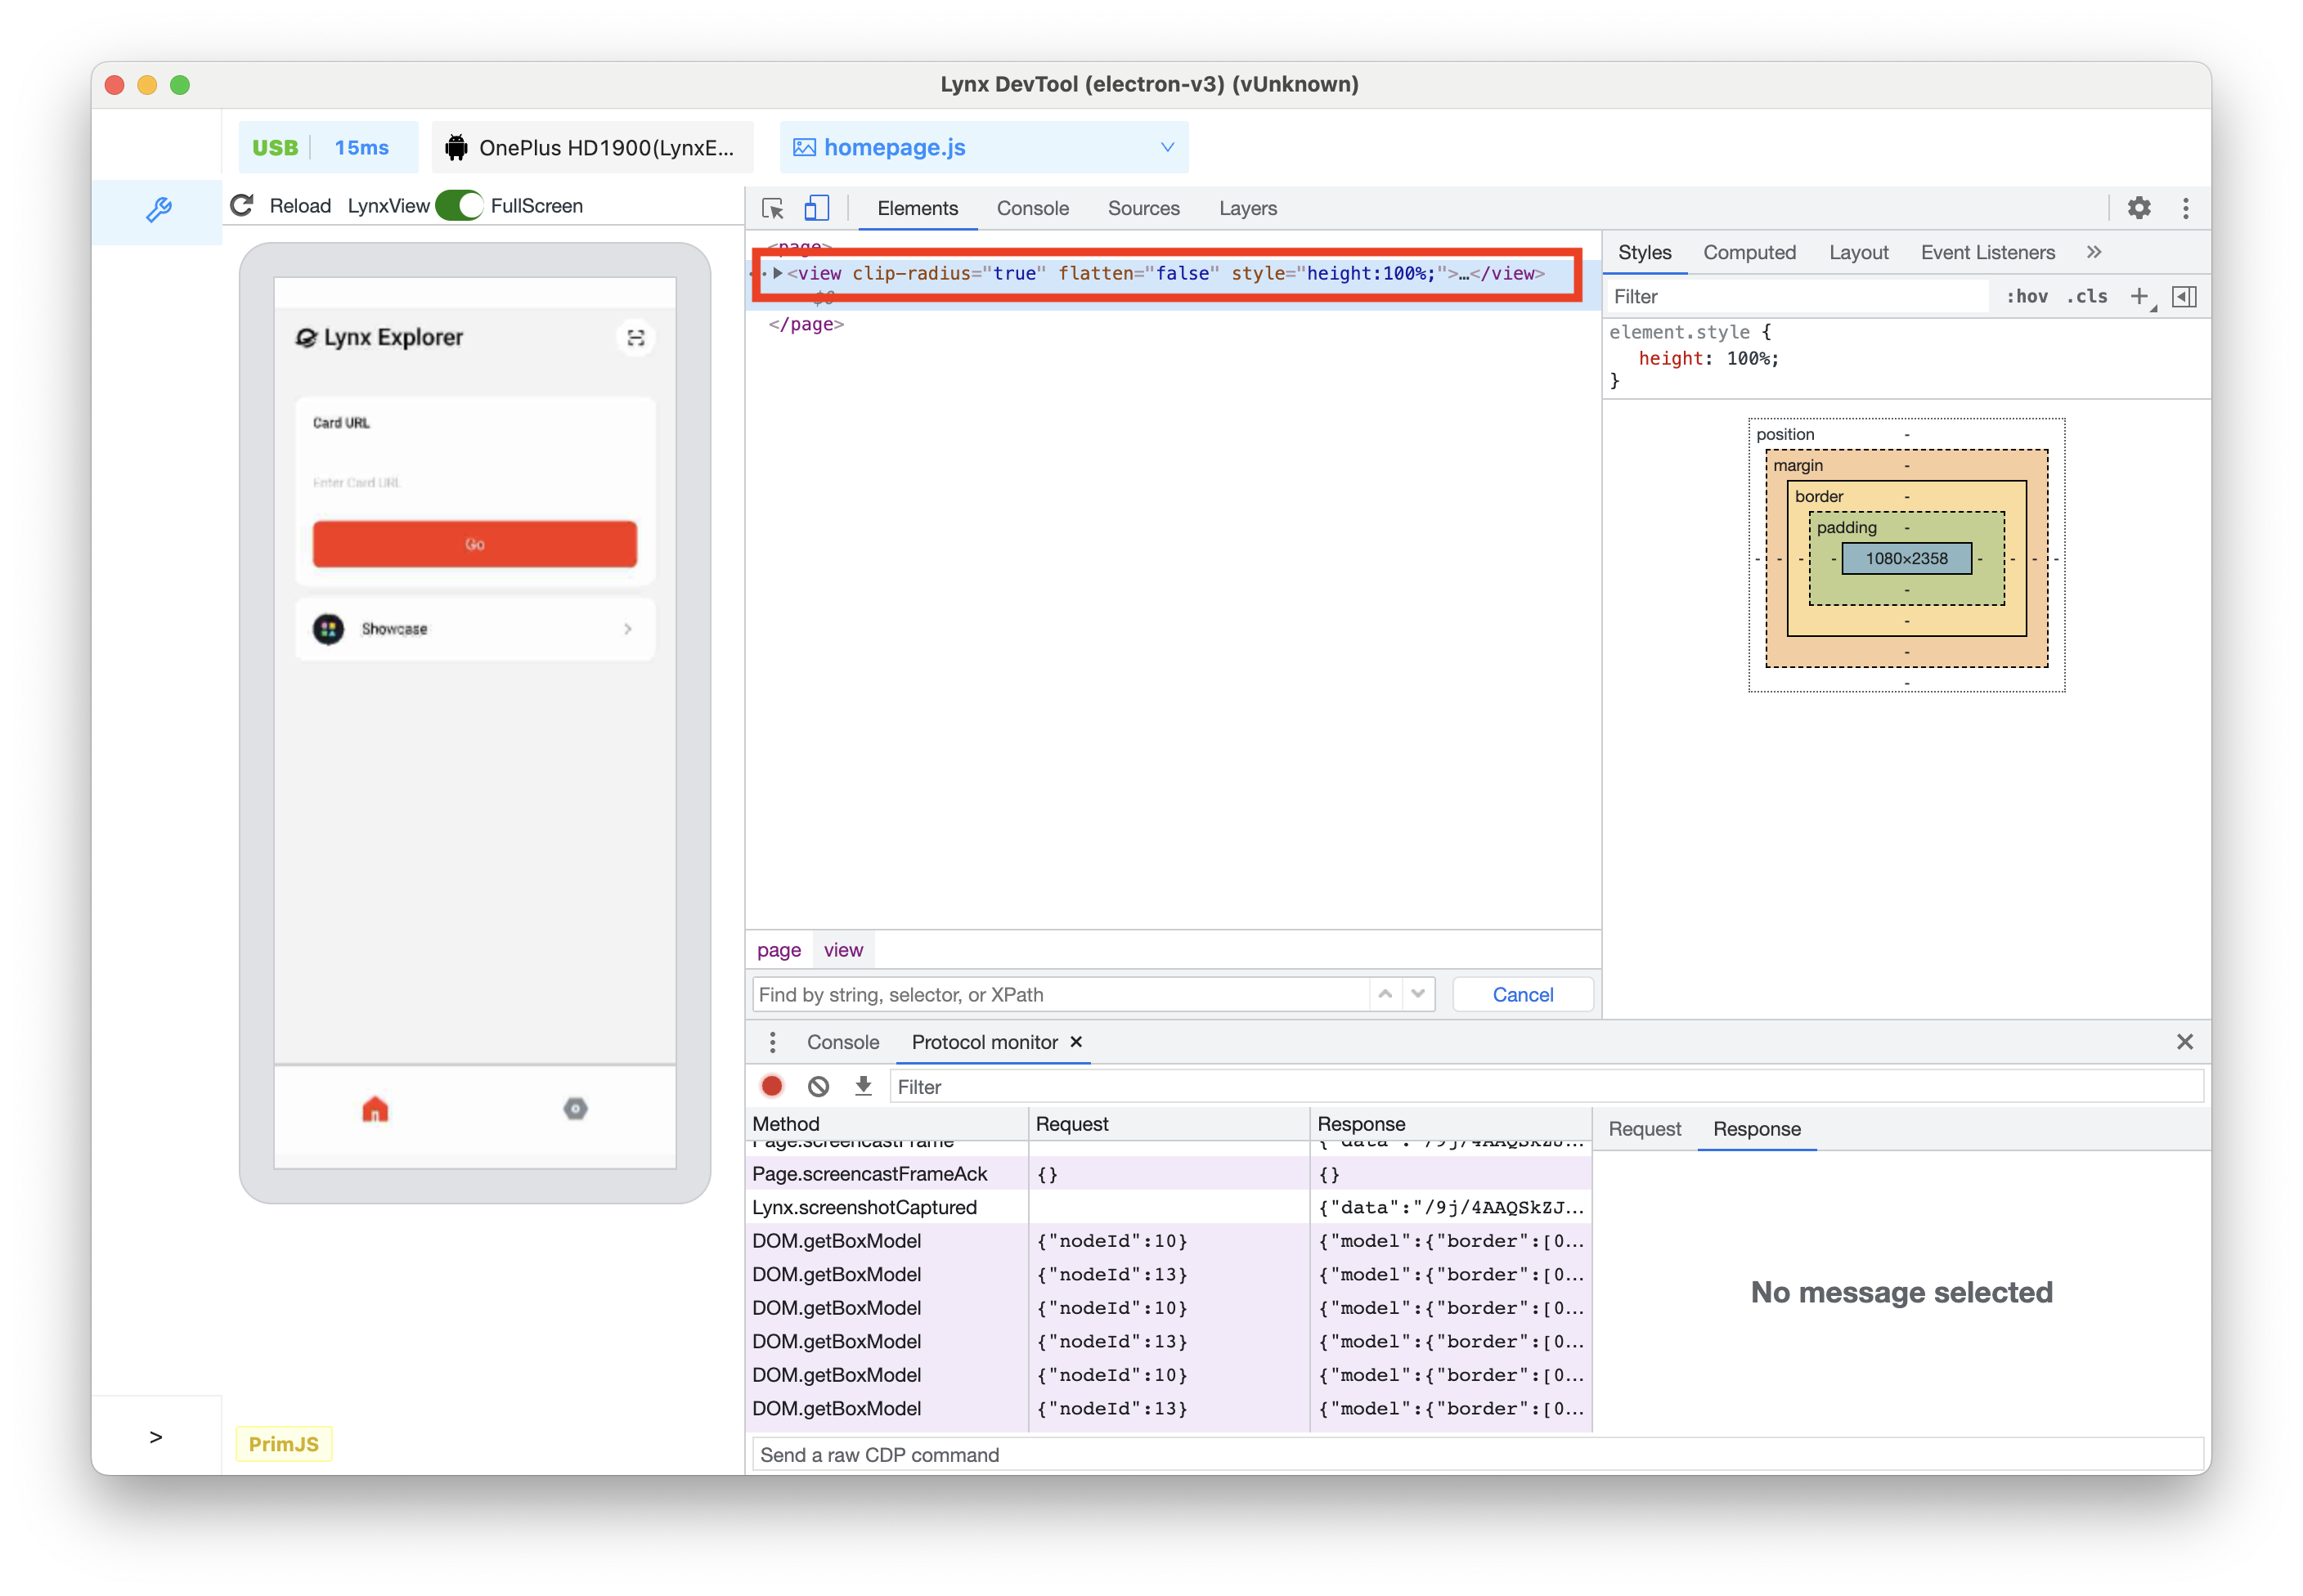 Lynx DevTool (electron-v3) (vUnknown)
USB 15ms OnePlus HD1900(LynxE... homepage.js
Reload LynxView FullScreen
Elements Console Sources Layers
<page>
<view clip-radius="true" flatten="false" style="height:100%;">…</view>
$0
</page>
Styles Computed Layout Event Listeners »
Filter :hov .cls +
element.style {
height: 100%;
}
position -
margin -
border -
padding -
- - - - 1080×2358 - - - -
-
-
-
-
Lynx Explorer
Card URL
Enter Card URL
Go
Showcase
page view
Find by string, selector, or XPath Cancel
Console Protocol monitor ×
Filter
Method Request Response
Page.screencastFrame {"data":"/9j/4AAQSkZJ...
Page.screencastFrameAck {} {}
Lynx.screenshotCaptured {"data":"/9j/4AAQSkZJ...
DOM.getBoxModel {"nodeId":10} {"model":{"border":[0...
DOM.getBoxModel {"nodeId":13} {"model":{"border":[0...
DOM.getBoxModel {"nodeId":10} {"model":{"border":[0...
DOM.getBoxModel {"nodeId":13} {"model":{"border":[0...
DOM.getBoxModel {"nodeId":10} {"model":{"border":[0...
DOM.getBoxModel {"nodeId":13} {"model":{"border":[0...
Request Response
No message selected
Send a raw CDP command
>
PrimJS